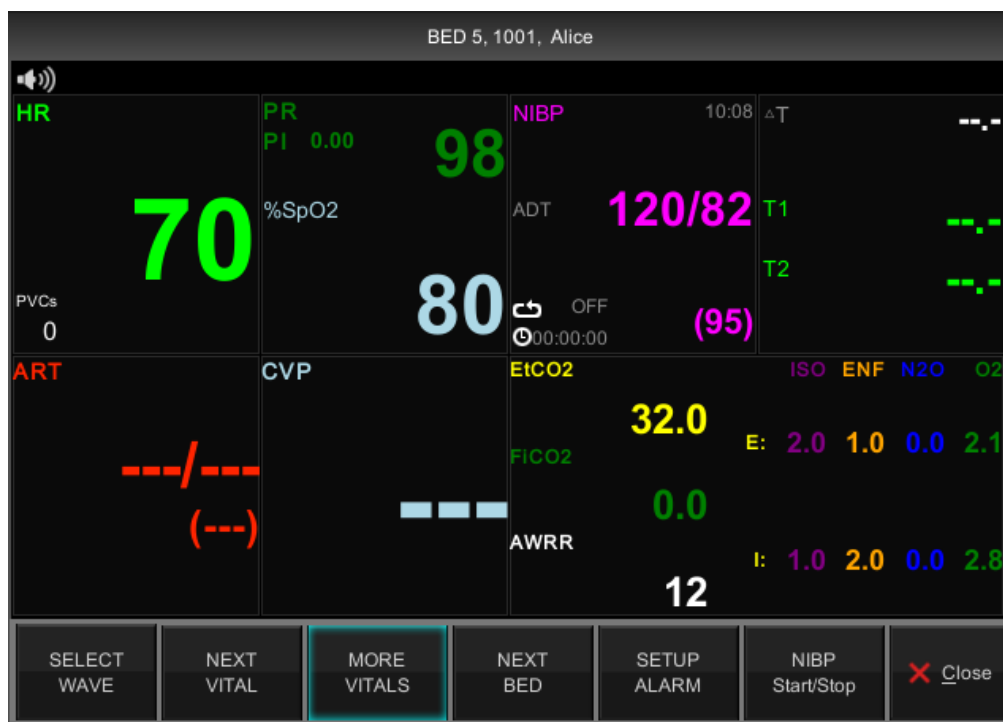 BED 5, 1001, Alice
HR
70
PVCs
0
PR
PI 0.00
98
%SpO2
80
NIBP 10:08
ADT 120/82
OFF
00:00:00
(95)
△T --.-
T1 --.-
T2 --.-
ART
---/---
(---)
CVP
---
EtCO2
32.0
FiCO2
0.0
AWRR
12
ISO ENF N2O O2
E: 2.0 1.0 0.0 2.1
I: 1.0 2.0 0.0 2.8
SELECT
WAVE
NEXT
VITAL
MORE
VITALS
NEXT
BED
SETUP
ALARM
NIBP
Start/Stop
Close